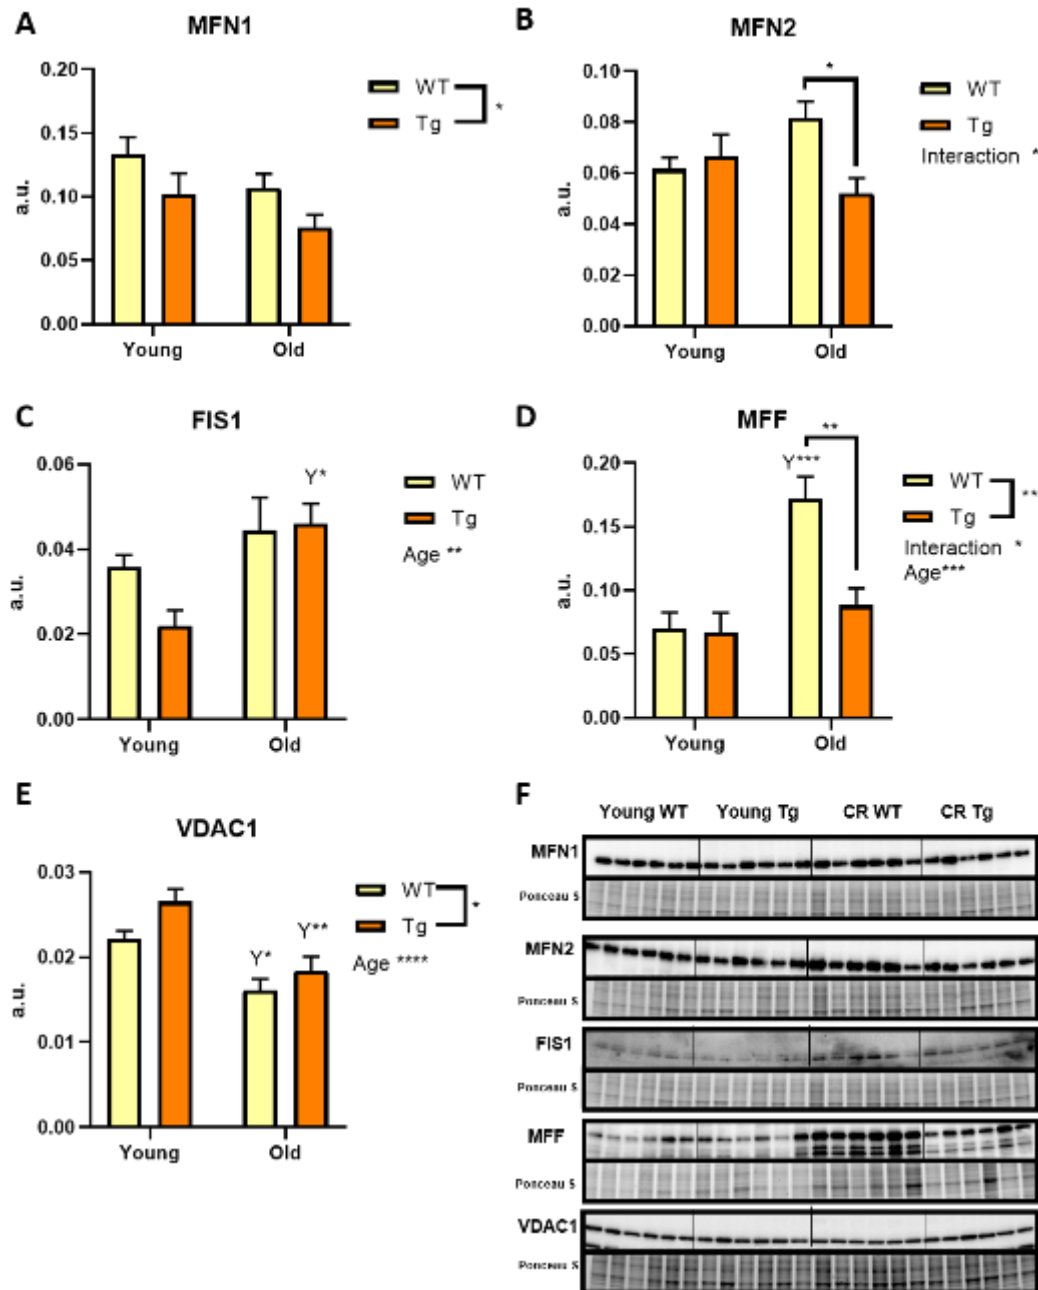 A
MFN1
0.20
0.15
0.10
0.05
0.00
a.u.
Young
Old
WT
Tg
*
B
MFN2
0.10
0.08
0.06
0.04
0.02
0.00
a.u.
Young
Old
*
WT
Tg
Interaction *
C
FIS1
0.06
0.04
0.02
0.00
a.u.
Young
Old
Y*
WT
Tg
Age **
D
MFF
0.20
0.15
0.10
0.05
0.00
a.u.
Young
Old
Y***
**
WT
Tg
**
Interaction *
Age***
E
VDAC1
0.03
0.02
0.01
0.00
a.u.
Young
Old
Y*
Y**
WT
Tg
*
Age ****
F
Young WT Young Tg CR WT CR Tg
MFN1
Ponceau S
MFN2
Ponceau S
FIS1
Ponceau S
MFF
Ponceau S
VDAC1
Ponceau S